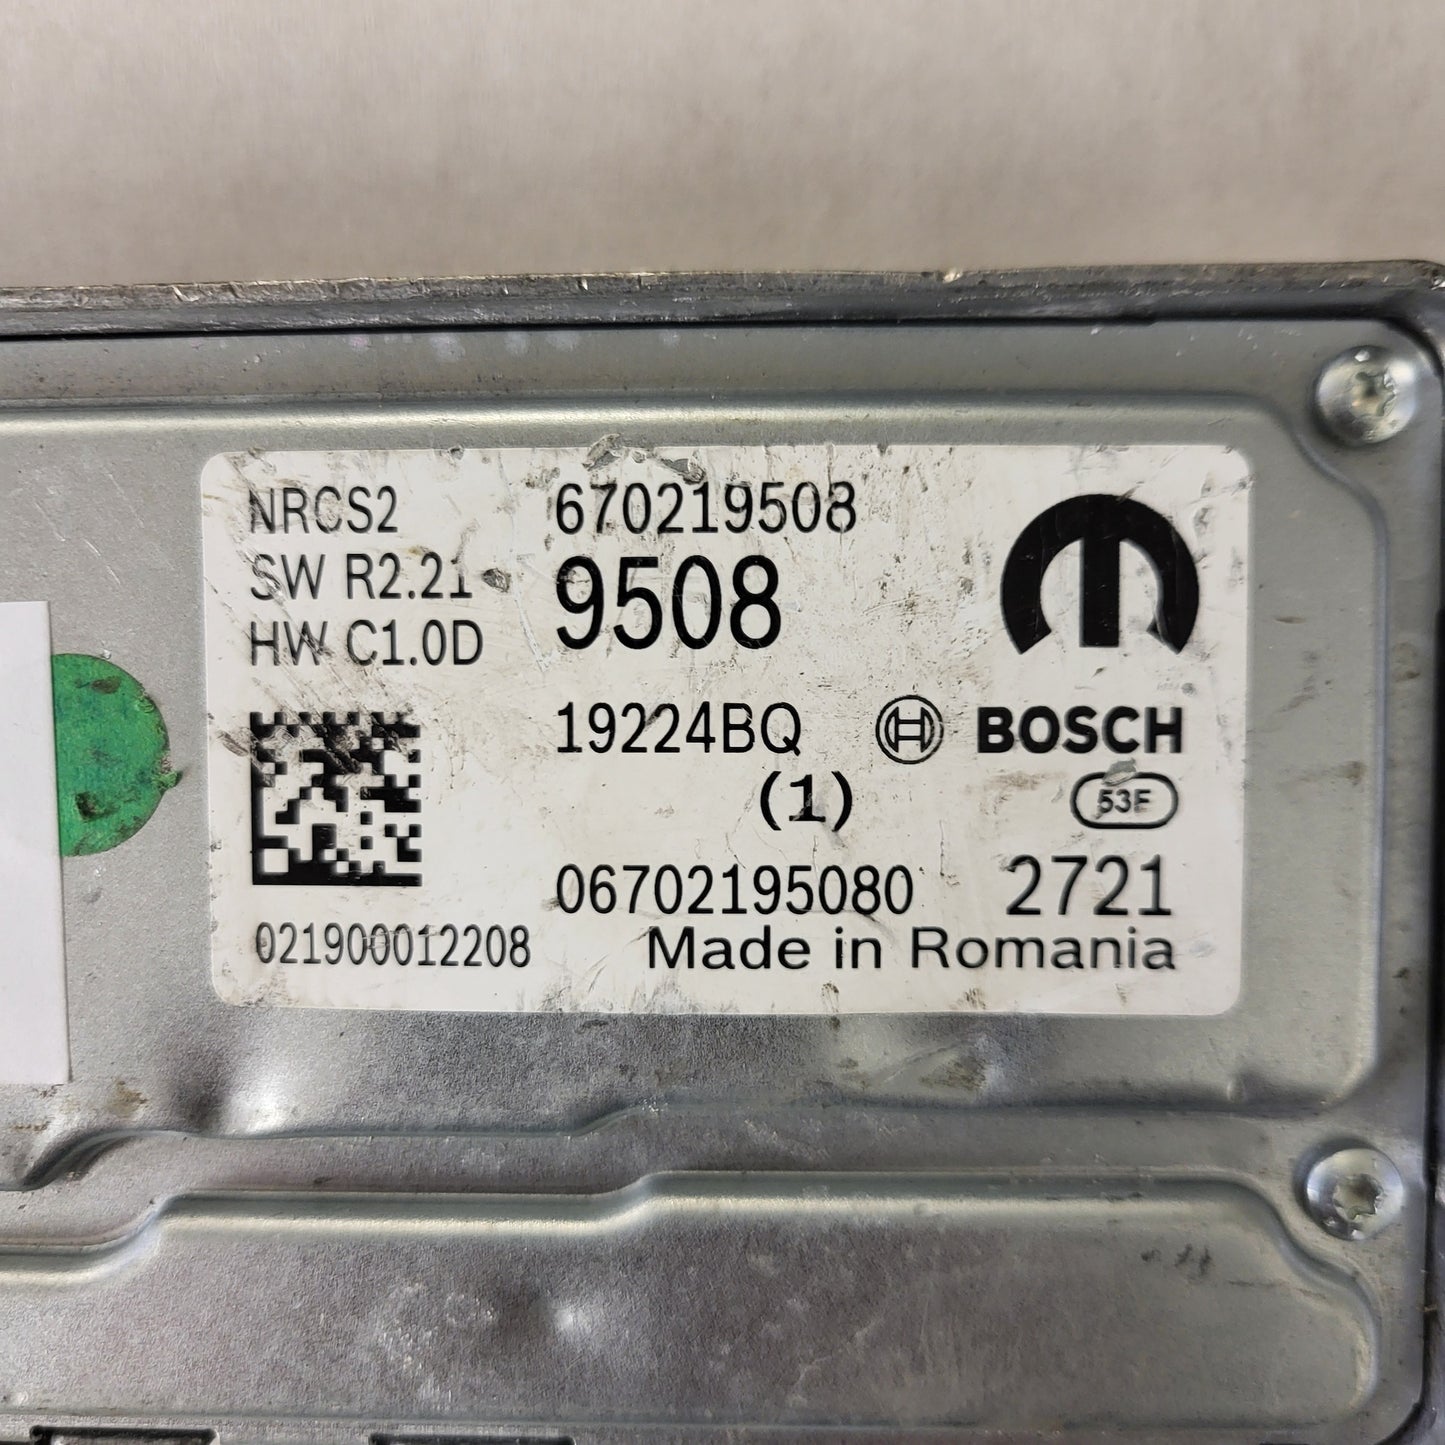 NRCS2 670219508
SW R2.21 9508
HW C1.0D
19224BQ BOSCH
(1) 53F
06702195080 2721
021900012208 Made in Romania